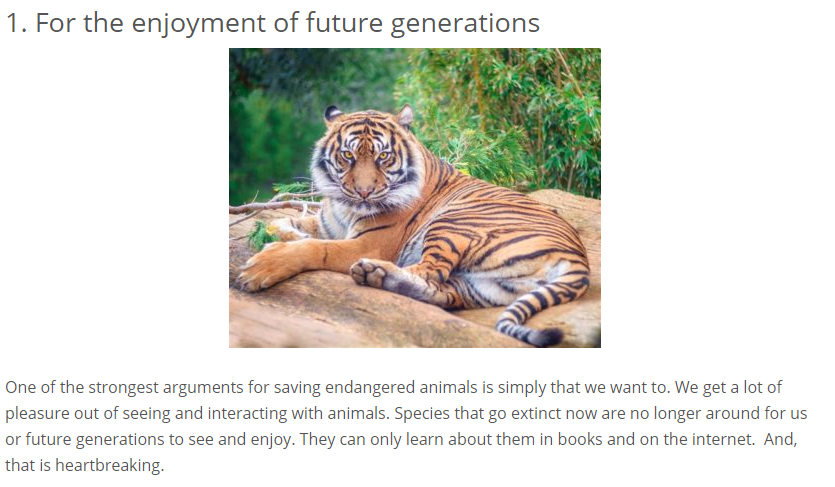 1. For the enjoyment of future generations
One of the strongest arguments for saving endangered animals is simply that we want to. We get a lot of
pleasure out of seeing and interacting with animals. Species that go extinct now are no longer around for us
or future generations to see and enjoy. They can only learn about them in books and on the internet.  And,
that is heartbreaking.